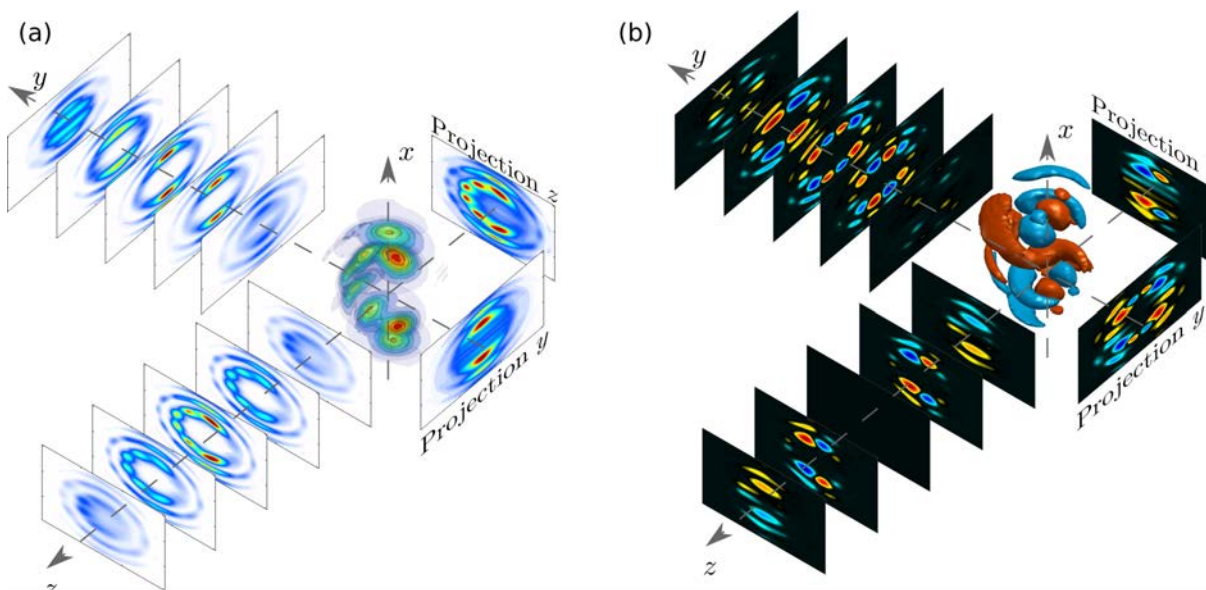 (a)
y
x
Projection z
Projection y
z
(b)
y
x
Projection
Projection y
z